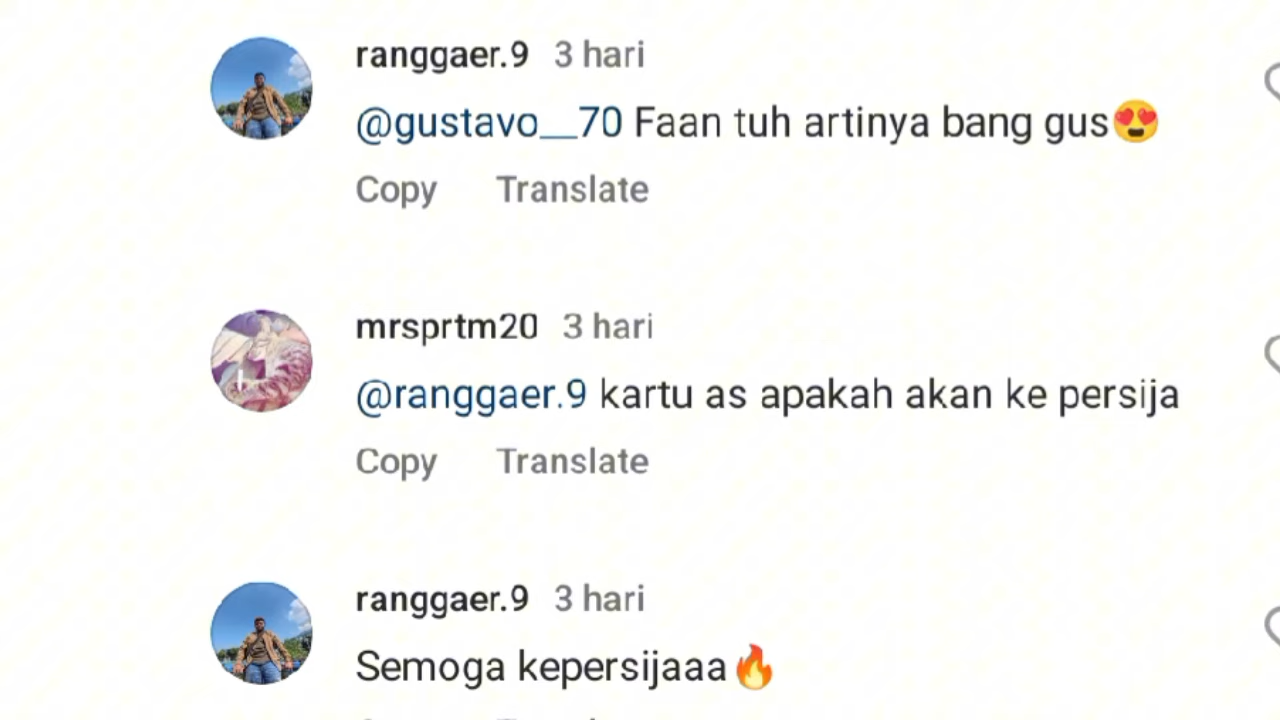 ranggaer.9 3 hari
@gustavo__70 Faan tuh artinya bang gus😍
Copy Translate
mrsprtm20 3 hari
@ranggaer.9 kartu as apakah akan ke persija
Copy Translate
ranggaer.9 3 hari
Semoga kepersijaaa🔥